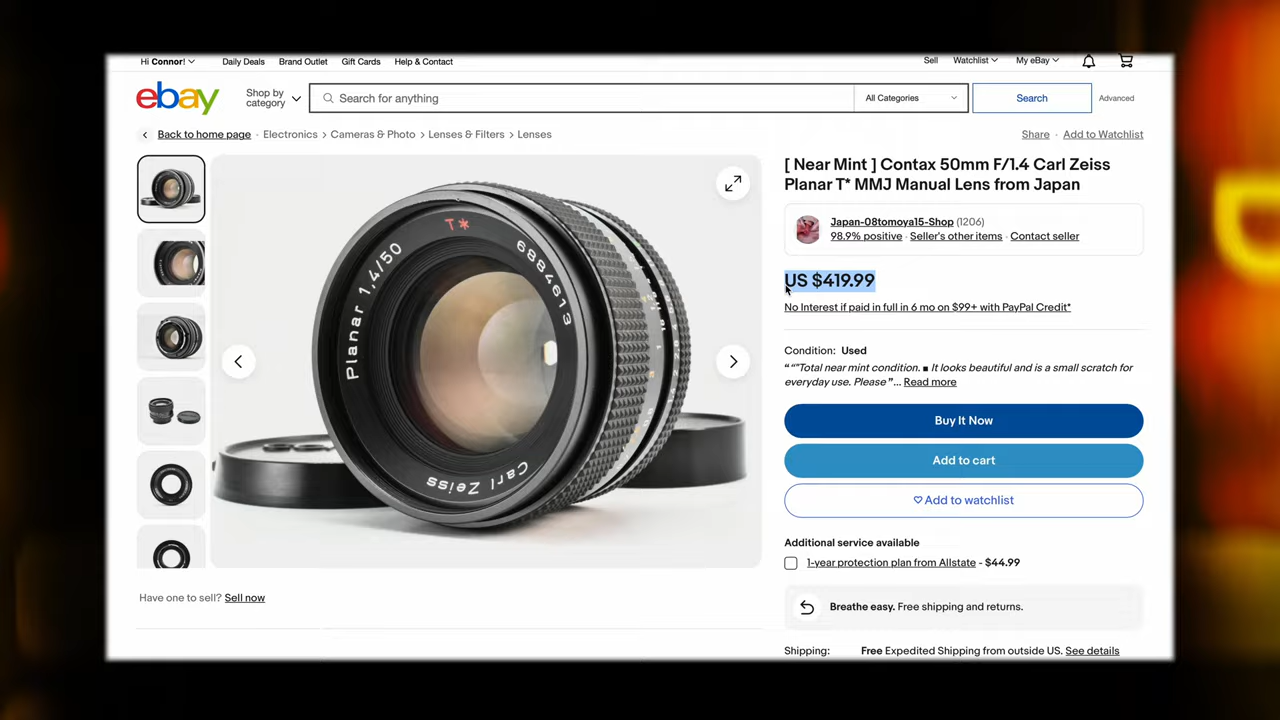 Hi Connor!
Daily Deals
Brand Outlet
Gift Cards
Help & Contact
Sell
Watchlist
My eBay
ebay
Shop by category
Search for anything
All Categories
Search
Advanced
Back to home page · Electronics > Cameras & Photo > Lenses & Filters > Lenses
Share · Add to Watchlist
T*
Planar 1,4/50
6884613
Carl Zeiss
[ Near Mint ] Contax 50mm F/1.4 Carl Zeiss
Planar T* MMJ Manual Lens from Japan
Japan-08tomoya15-Shop (1206)
98.9% positive · Seller's other items · Contact seller
US $419.99
No Interest if paid in full in 6 mo on $99+ with PayPal Credit*
Condition: Used
“ “"Total near mint condition. ■ It looks beautiful and is a small scratch for
everyday use. Please ”... Read more
Buy It Now
Add to cart
Add to watchlist
Additional service available
1-year protection plan from Allstate - $44.99
Breathe easy. Free shipping and returns.
Shipping: Free Expedited Shipping from outside US. See details
Have one to sell? Sell now